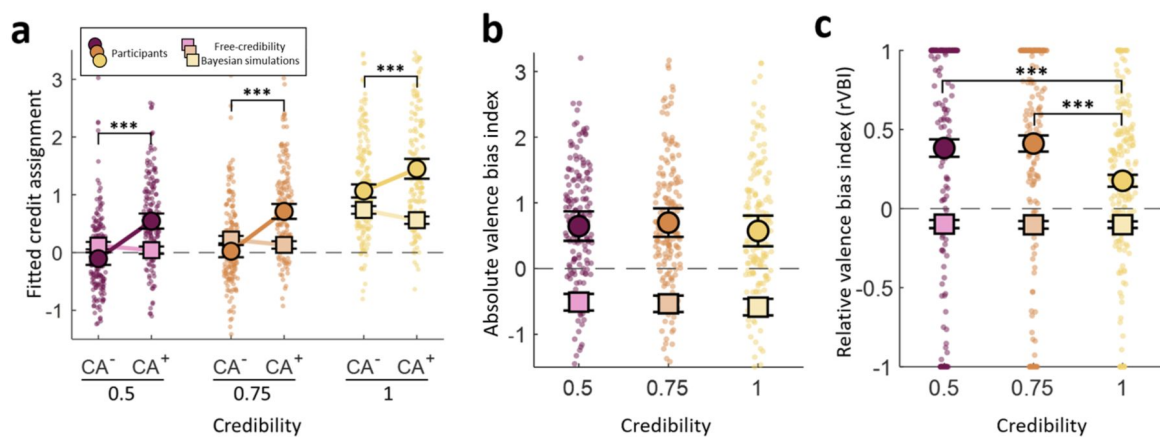 a
Participants
Free-credibility
Bayesian simulations
Fitted credit assignment
3
2
1
0
-1
***
***
***
CA⁻ CA⁺ CA⁻ CA⁺ CA⁻ CA⁺
0.5 0.75 1
Credibility
b
Absolute valence bias index
3
2
1
0
-1
0.5 0.75 1
Credibility
c
Relative valence bias index (rVBI)
1
0.5
0
-0.5
-1
***
***
0.5 0.75 1
Credibility